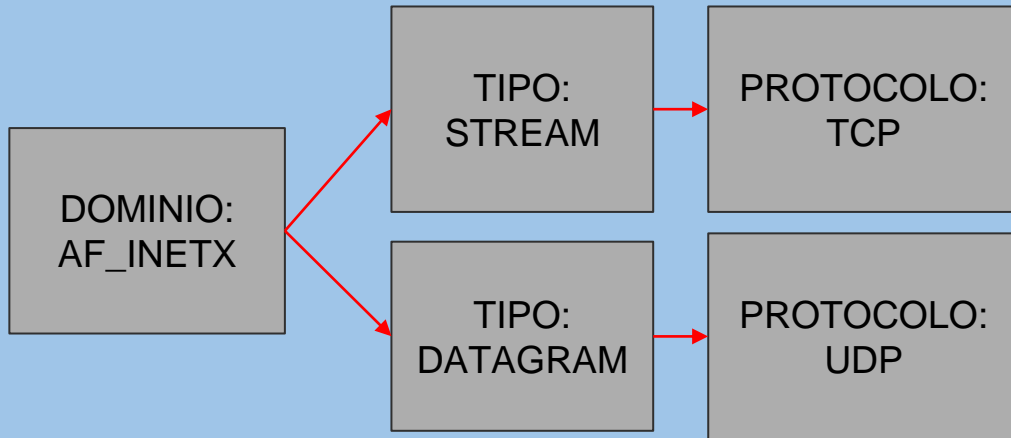 DOMINIO:
AF_INETX
TIPO:
STREAM
PROTOCOLO:
TCP
TIPO:
DATAGRAM
PROTOCOLO:
UDP